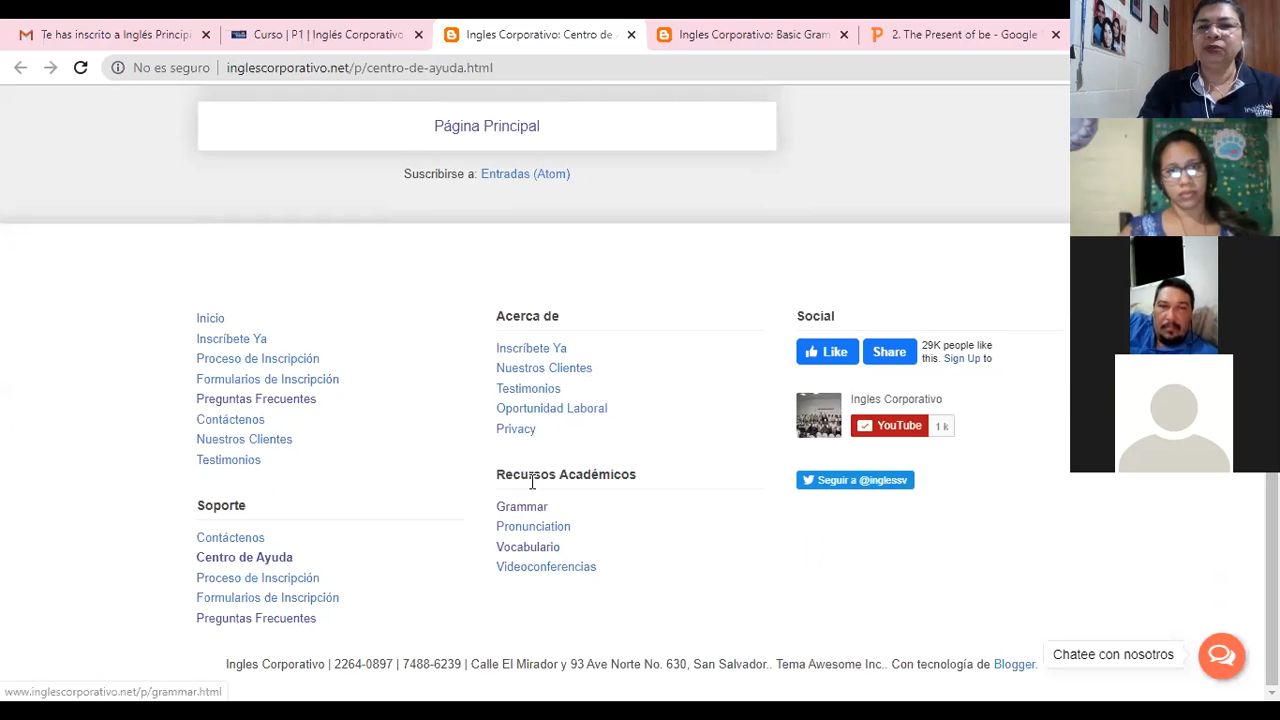 Te has inscrito a Inglés Princip
Curso | P1 | Inglés Corporativo
Ingles Corporativo: Centro de
Ingles Corporativo: Basic Gram
2. The Present of be - Google
No es seguro
inglescorporativo.net/p/centro-de-ayuda.html
Página Principal
Suscribirse a: Entradas (Atom)
Inicio
Inscríbete Ya
Proceso de Inscripción
Formularios de Inscripción
Preguntas Frecuentes
Contáctenos
Nuestros Clientes
Testimonios
Soporte
Contáctenos
Centro de Ayuda
Proceso de Inscripción
Formularios de Inscripción
Preguntas Frecuentes
Acerca de
Inscríbete Ya
Nuestros Clientes
Testimonios
Oportunidad Laboral
Privacy
Recursos Académicos
Grammar
Pronunciation
Vocabulario
Videoconferencias
Social
Like
Share
29K people like
this. Sign Up to
Ingles Corporativo
YouTube
1 k
Seguir a @inglessv
Ingles Corporativo | 2264-0897 | 7488-6239 | Calle El Mirador y 93 Ave Norte No. 630, San Salvador.. Tema Awesome Inc.. Con tecnología de Blogger.
Chatee con nosotros
www.inglescorporativo.net/p/grammar.html